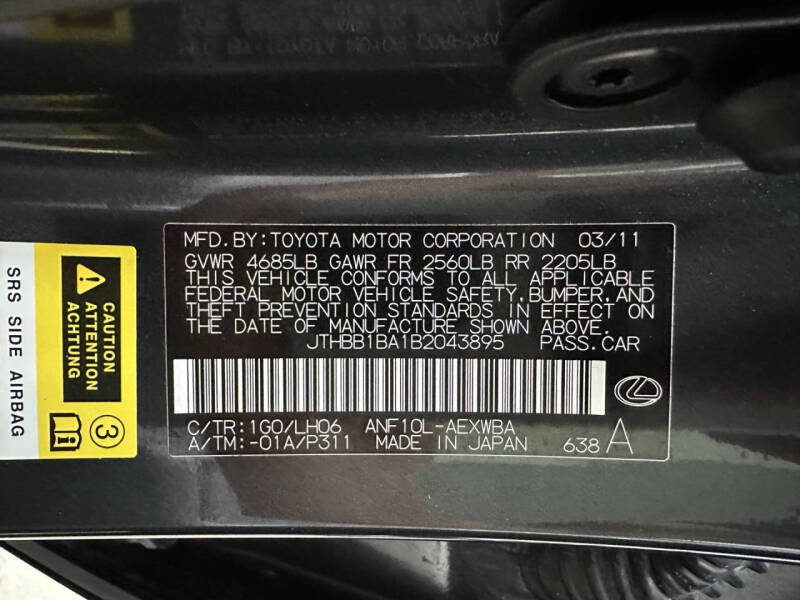 MFD.BY:TOYOTA MOTOR CORPORATION 03/11
GVWR 4685LB GAWR FR 2560LB RR 2205LB
THIS VEHICLE CONFORMS TO ALL APPLICABLE
FEDERAL MOTOR VEHICLE SAFETY,BUMPER,AND
THEFT PREVENTION STANDARDS IN EFFECT ON
THE DATE OF MANUFACTURE SHOWN ABOVE.
JTHBB1BA1B2043895 PASS.CAR
C/TR:1G0/LH06 ANF10L-AEXWBA
A/TM:-01A/P311 MADE IN JAPAN 638 A
CAUTION
ATTENTION
ACHTUNG
SRS SIDE AIRBAG
3